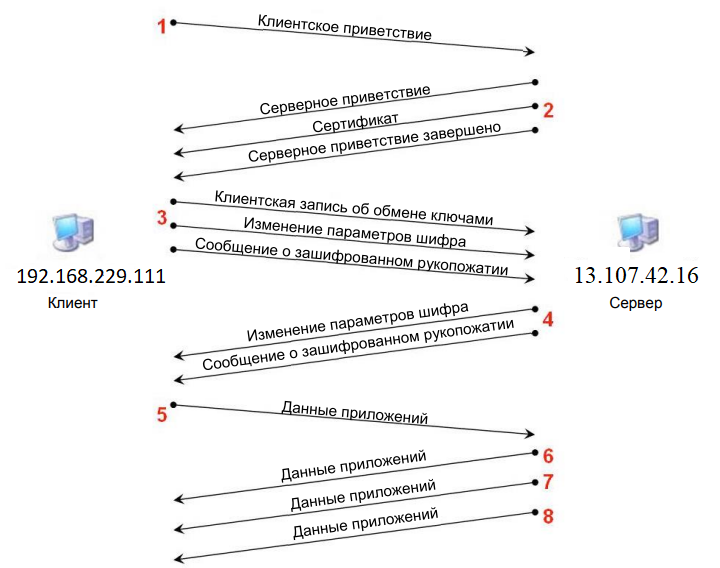 1
Клиентское приветствие
Серверное приветствие
2
Сертификат
Серверное приветствие завершено
3
Клиентская запись об обмене ключами
Изменение параметров шифра
Сообщение о зашифрованном рукопожатии
192.168.229.111
Клиент
13.107.42.16
Сервер
4
Изменение параметров шифра
Сообщение о зашифрованном рукопожатии
5
Данные приложений
6
Данные приложений
7
Данные приложений
8
Данные приложений